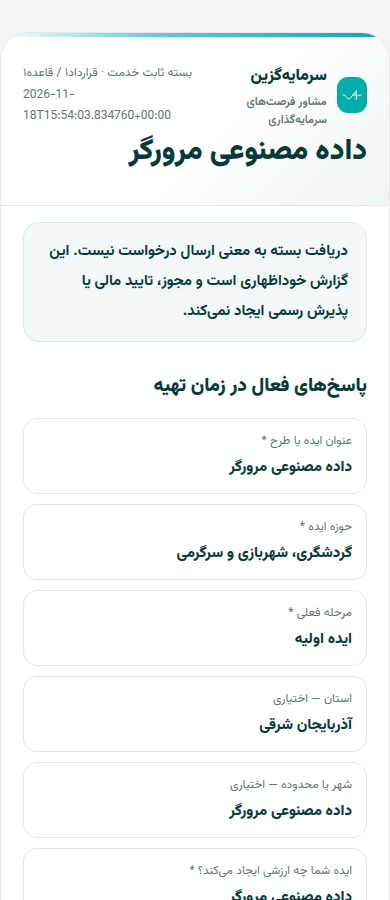 سرمایه‌گزین
مشاور فرصت‌های
سرمایه‌گذاری
بسته ثابت خدمت · قرارداد۱ / قاعده۱
2026-11-
18T15:54:03.834760+00:00
داده مصنوعی مرورگر
دریافت بسته به معنی ارسال درخواست نیست. این
گزارش خوداظهاری است و مجوز، تایید مالی یا
پذیرش رسمی ایجاد نمی‌کند.
پاسخ‌های فعال در زمان تهیه
عنوان ایده یا طرح *
داده مصنوعی مرورگر
حوزه ایده *
گردشگری، شهربازی و سرگرمی
مرحله فعلی *
ایده اولیه
استان — اختیاری
آذربایجان شرقی
شهر یا محدوده — اختیاری
داده مصنوعی مرورگر
ایده شما چه ارزشی ایجاد می‌کند؟ *
داده مصنوعی مرورگر